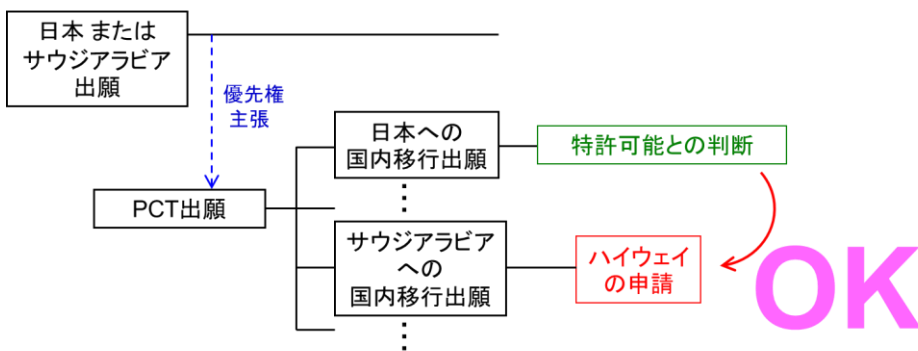 日本 または
サウジアラビア
出願
優先権
主張
日本への
国内移行出願
特許可能との判断
PCT出願
サウジアラビア
への
国内移行出願
ハイウェイ
の申請
OK